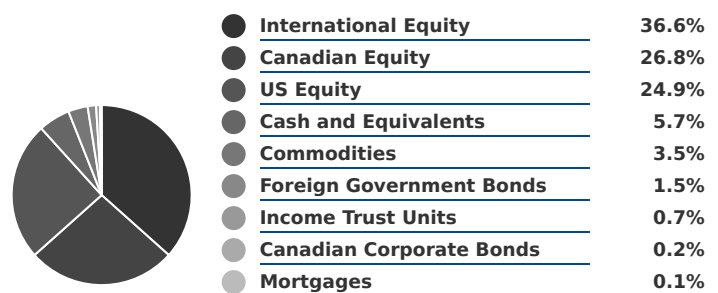 International Equity 36.6%
Canadian Equity 26.8%
US Equity 24.9%
Cash and Equivalents 5.7%
Commodities 3.5%
Foreign Government Bonds 1.5%
Income Trust Units 0.7%
Canadian Corporate Bonds 0.2%
Mortgages 0.1%